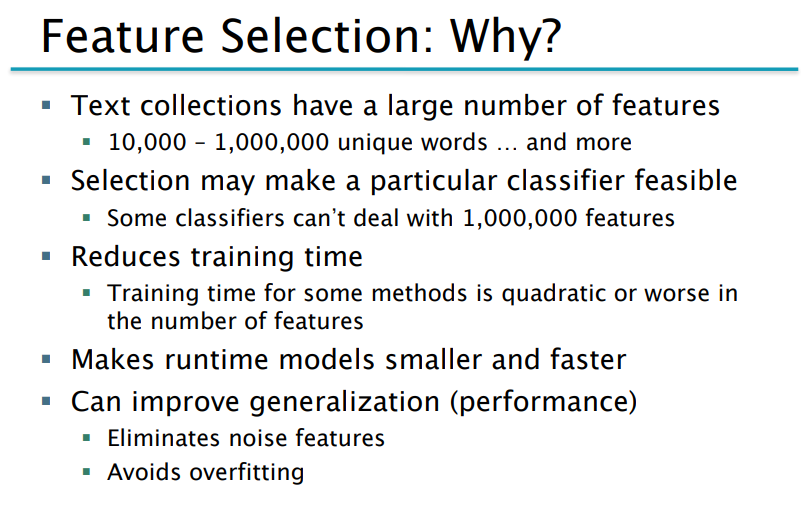 Feature Selection: Why?
▪ Text collections have a large number of features
▪ 10,000 – 1,000,000 unique words … and more
▪ Selection may make a particular classifier feasible
▪ Some classifiers can’t deal with 1,000,000 features
▪ Reduces training time
▪ Training time for some methods is quadratic or worse in
the number of features
▪ Makes runtime models smaller and faster
▪ Can improve generalization (performance)
▪ Eliminates noise features
▪ Avoids overfitting